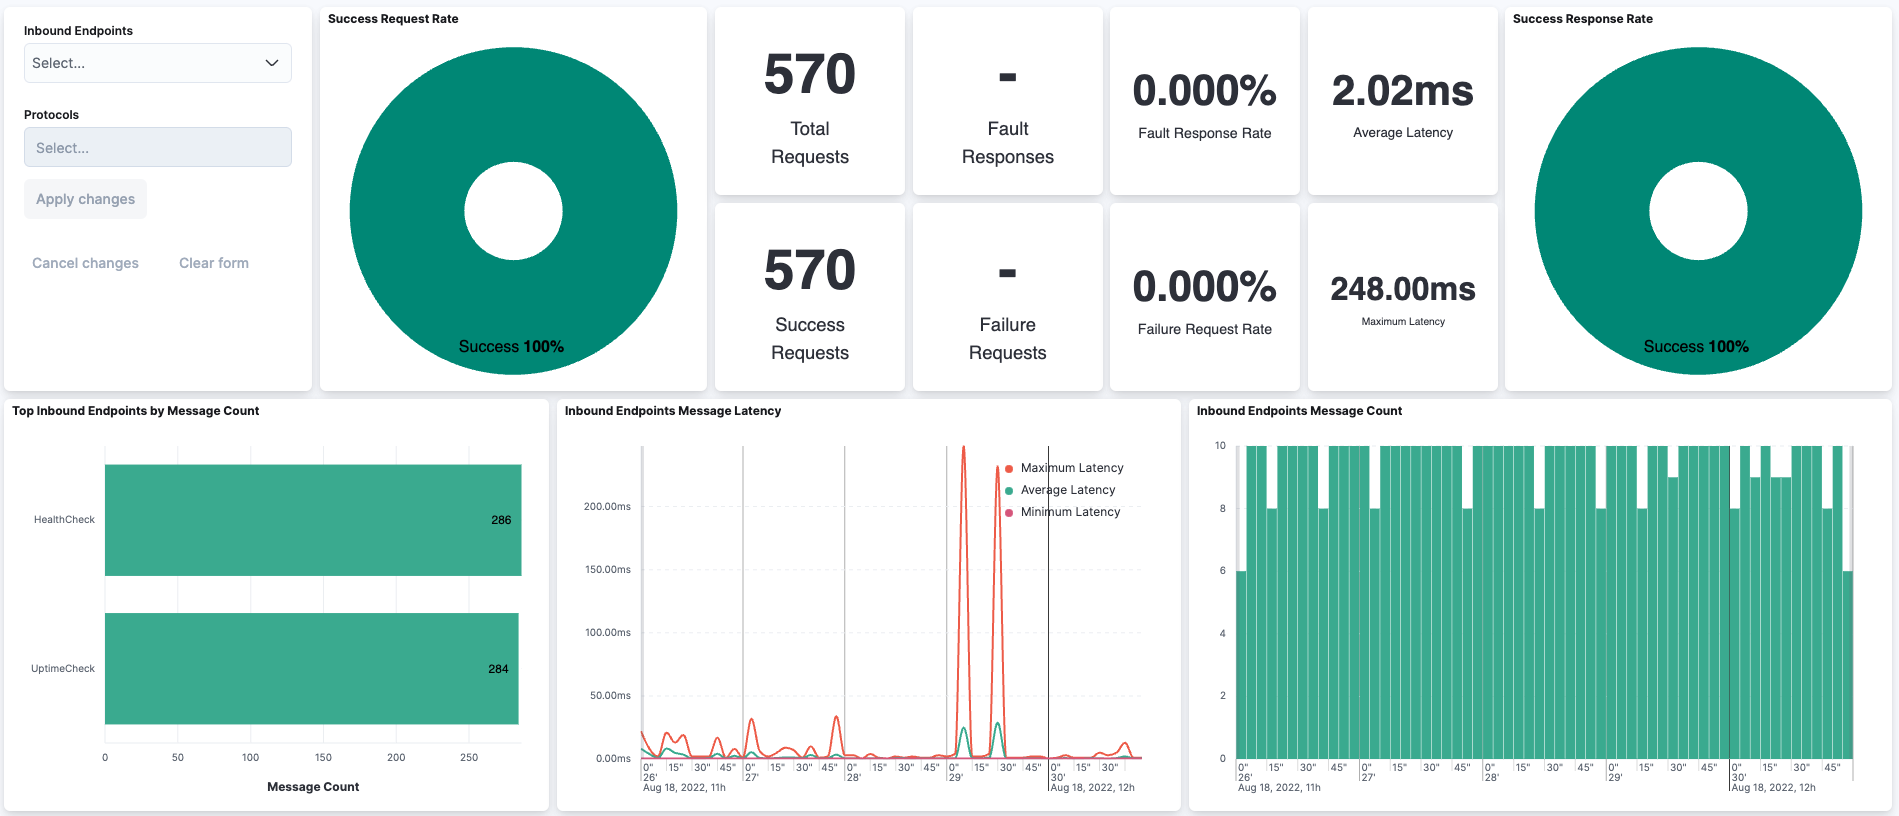 Inbound Endpoints
Select...
Protocols
Select...
Apply changes
Cancel changes
Clear form
Success Request Rate
Success 100%
570
Total
Requests
-
Fault
Responses
0.000%
Fault Response Rate
2.02ms
Average Latency
570
Success
Requests
-
Failure
Requests
0.000%
Failure Request Rate
248.00ms
Maximum Latency
Success Response Rate
Success 100%
Top Inbound Endpoints by Message Count
HealthCheck
286
UptimeCheck
284
0 50 100 150 200 250
Message Count
Inbound Endpoints Message Latency
Maximum Latency
Average Latency
Minimum Latency
200.00ms
150.00ms
100.00ms
50.00ms
0.00ms
0" 15" 30" 45" 0" 15" 30" 45" 0" 15" 30" 45" 0" 15" 30" 45" 0" 15" 30"
26' 27' 28' 29' 30'
Aug 18, 2022, 11h Aug 18, 2022, 12h
Inbound Endpoints Message Count
10
8
6
4
2
0
0" 15" 30" 45" 0" 15" 30" 45" 0" 15" 30" 45" 0" 15" 30" 45" 0" 15" 30" 45"
26' 27' 28' 29' 30'
Aug 18, 2022, 11h Aug 18, 2022, 12h